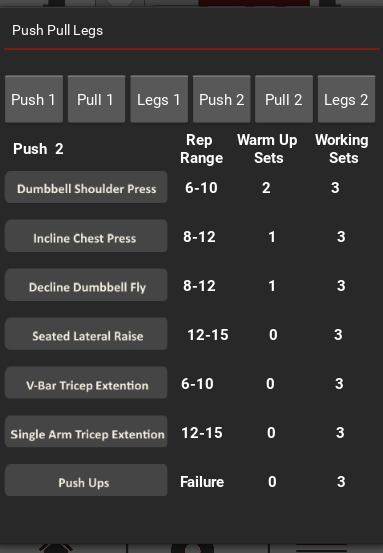 Push Pull Legs
Push 1 Pull 1 Legs 1 Push 2 Pull 2 Legs 2
Push 2 Rep Range Warm Up Sets Working Sets
Dumbbell Shoulder Press 6-10 2 3
Incline Chest Press 8-12 1 3
Decline Dumbbell Fly 8-12 1 3
Seated Lateral Raise 12-15 0 3
V-Bar Tricep Extention 6-10 0 3
Single Arm Tricep Extention 12-15 0 3
Push Ups Failure 0 3